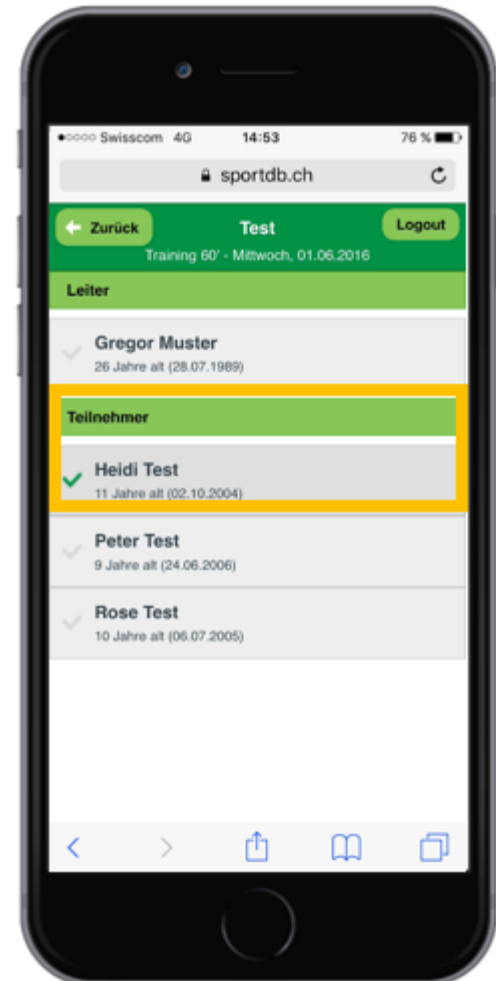 Swisscom 4G 14:53 76 %
sportdb.ch
Zurück Test Logout
Training 60' - Mittwoch, 01.06.2016
Leiter
Gregor Muster
26 Jahre alt (28.07.1989)
Teilnehmer
Heidi Test
11 Jahre alt (02.10.2004)
Peter Test
9 Jahre alt (24.06.2006)
Rose Test
10 Jahre alt (06.07.2005)